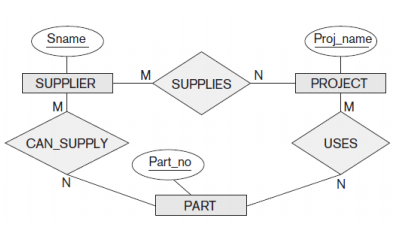 Sname
Proj_name
SUPPLIER
M
SUPPLIES
N
PROJECT
M
M
CAN_SUPPLY
USES
Part_no
N
N
PART